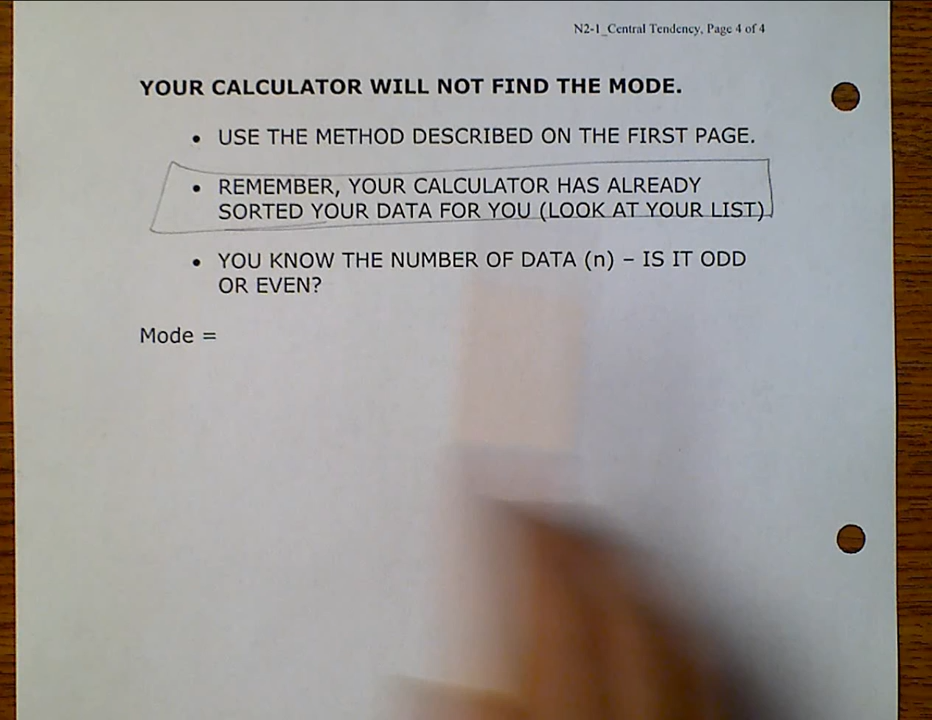 N2-1_Central Tendency, Page 4 of 4
YOUR CALCULATOR WILL NOT FIND THE MODE.
• USE THE METHOD DESCRIBED ON THE FIRST PAGE.
• REMEMBER, YOUR CALCULATOR HAS ALREADY
SORTED YOUR DATA FOR YOU (LOOK AT YOUR LIST)
• YOU KNOW THE NUMBER OF DATA (n) – IS IT ODD
OR EVEN?
Mode =